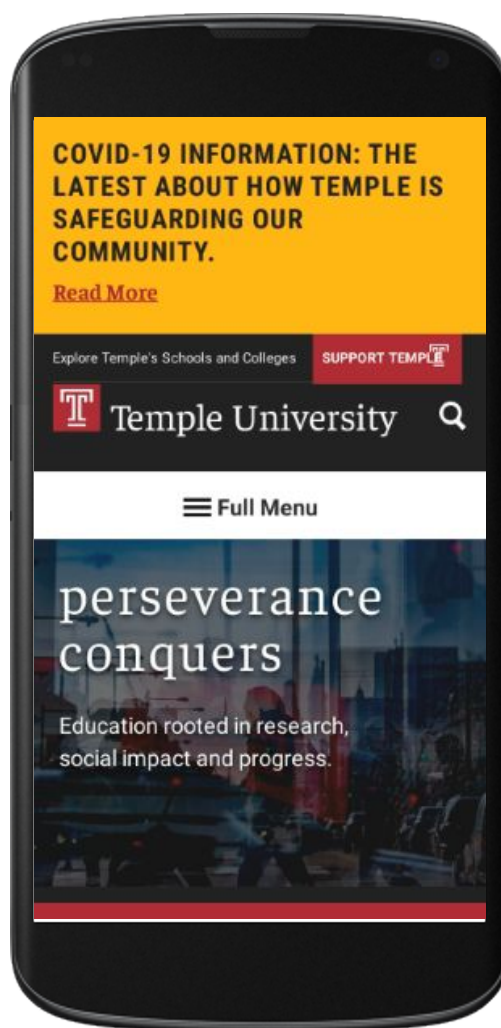 COVID-19 INFORMATION: THE
LATEST ABOUT HOW TEMPLE IS
SAFEGUARDING OUR
COMMUNITY.
Read More
Explore Temple's Schools and Colleges SUPPORT TEMPLE
T Temple University
Full Menu
perseverance
conquers
Education rooted in research,
social impact and progress.